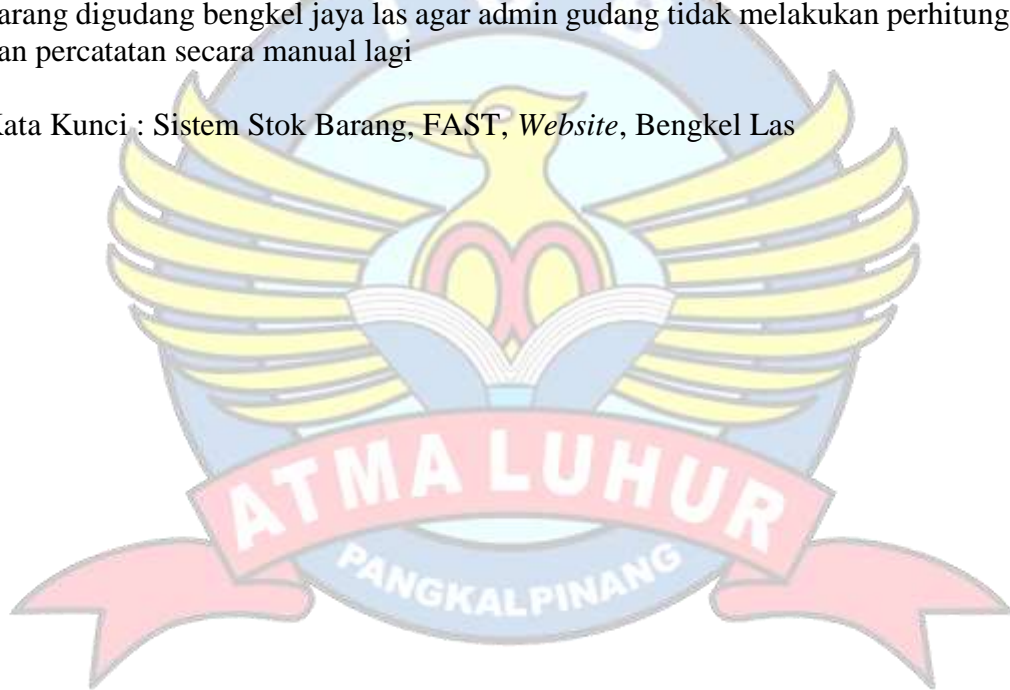 arang digudang bengkel jaya las agar admin gudang tidak melakukan perhitung
an percatatan secara manual lagi
ata Kunci : Sistem Stok Barang, FAST, Website, Bengkel Las
ATMA LUHUR
PANGKALPINANG